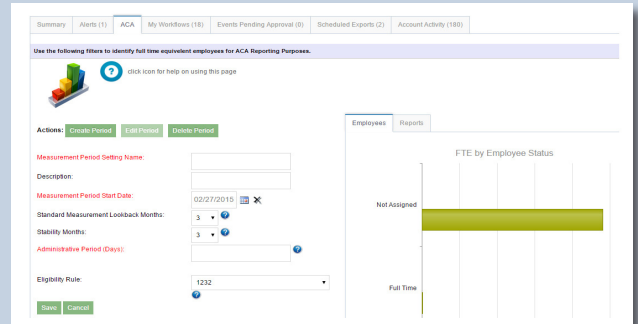 Summary Alerts (1) ACA My Workflows (18) Events Pending Approval (0) Scheduled Exports (2) Account Activity (180)
Use the following filters to identify full time equivalent employees for ACA Reporting Purposes.
? click icon for help on using this page
Actions: Create Period Edit Period Delete Period
Measurement Period Setting Name:
Description:
Measurement Period Start Date: 02/27/2015
Standard Measurement Lookback Months: 3 ?
Stability Months: 3 ?
Administrative Period (Days): ?
Eligibility Rule: 1232
?
Save Cancel
Employees Reports
FTE by Employee Status
Not Assigned
Full Time